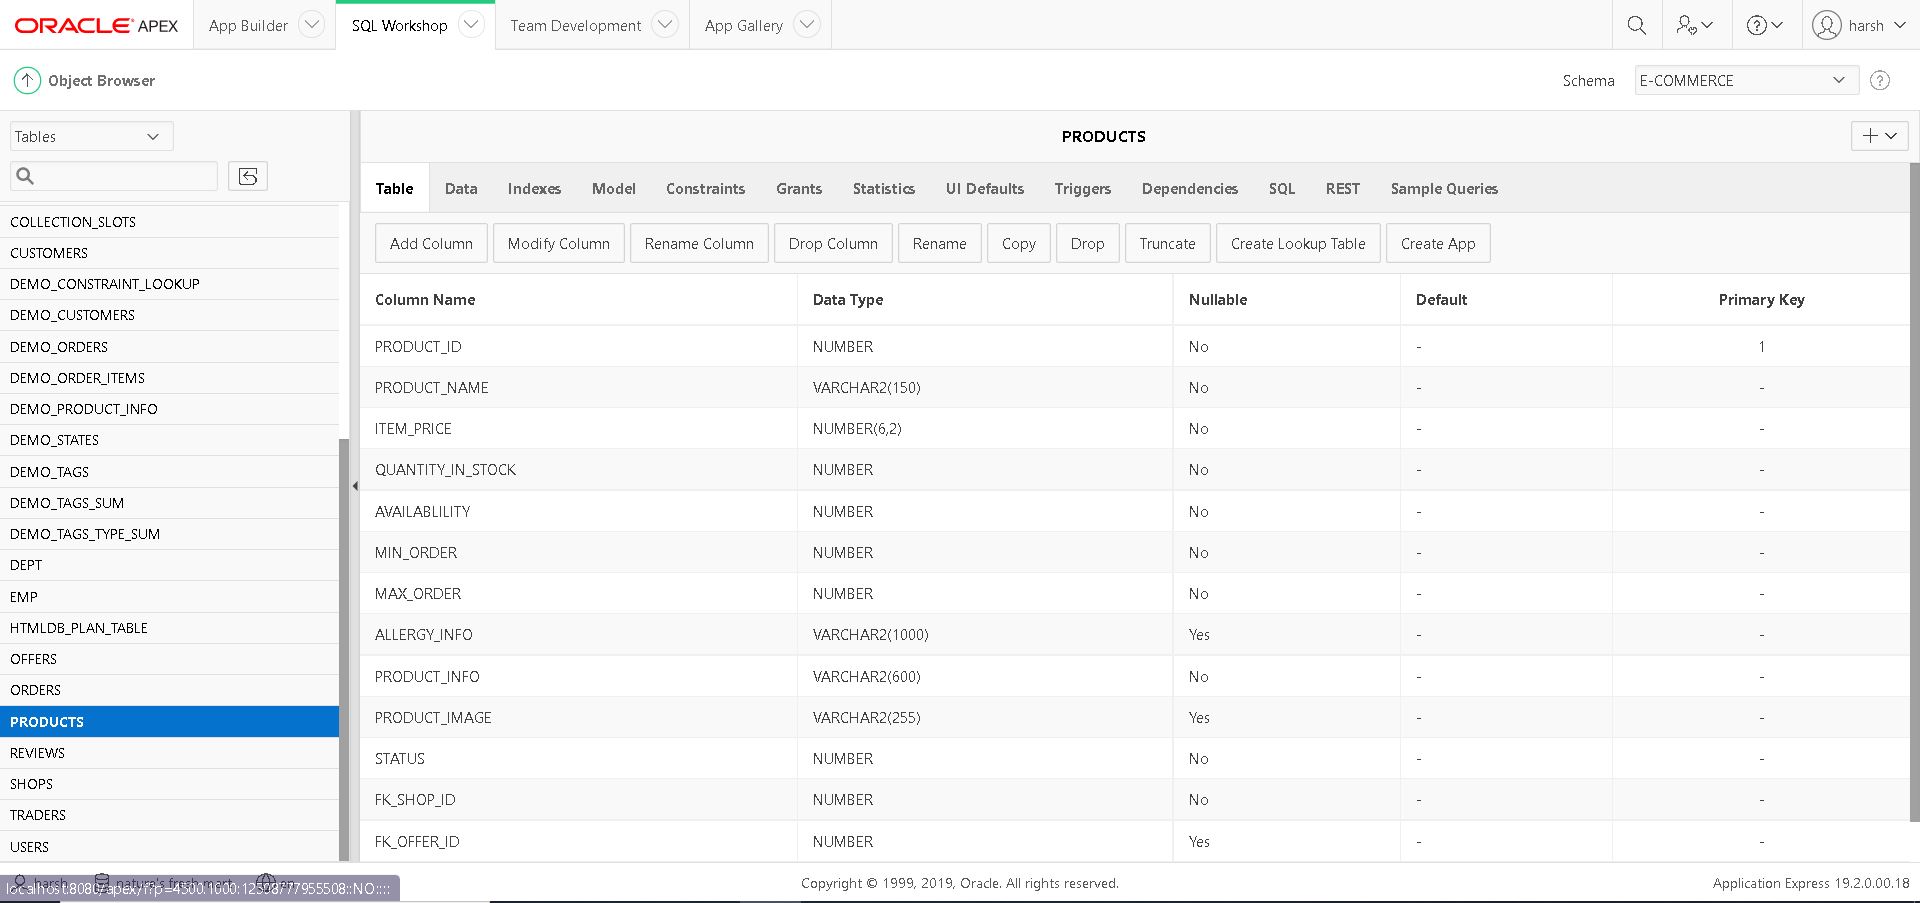 ORACLE APEX App Builder SQL Workshop Team Development App Gallery harsh
Object Browser Schema E-COMMERCE
Tables
COLLECTION_SLOTS
CUSTOMERS
DEMO_CONSTRAINT_LOOKUP
DEMO_CUSTOMERS
DEMO_ORDERS
DEMO_ORDER_ITEMS
DEMO_PRODUCT_INFO
DEMO_STATES
DEMO_TAGS
DEMO_TAGS_SUM
DEMO_TAGS_TYPE_SUM
DEPT
EMP
HTMLDB_PLAN_TABLE
OFFERS
ORDERS
PRODUCTS
REVIEWS
SHOPS
TRADERS
USERS
PRODUCTS
Table Data Indexes Model Constraints Grants Statistics UI Defaults Triggers Dependencies SQL REST Sample Queries
Add Column Modify Column Rename Column Drop Column Rename Copy Drop Truncate Create Lookup Table Create App
Column Name Data Type Nullable Default Primary Key
PRODUCT_ID NUMBER No - 1
PRODUCT_NAME VARCHAR2(150) No - -
ITEM_PRICE NUMBER(6,2) No - -
QUANTITY_IN_STOCK NUMBER No - -
AVAILABLILITY NUMBER No - -
MIN_ORDER NUMBER No - -
MAX_ORDER NUMBER No - -
ALLERGY_INFO VARCHAR2(1000) Yes - -
PRODUCT_INFO VARCHAR2(600) No - -
PRODUCT_IMAGE VARCHAR2(255) Yes - -
STATUS NUMBER No - -
FK_SHOP_ID NUMBER No - -
FK_OFFER_ID NUMBER Yes - -
harsh nature's fresh mart en
localhost:8080/apex/f?p=4500:1000:12598777955508::NO::::
Copyright © 1999, 2019, Oracle. All rights reserved.
Application Express 19.2.0.00.18